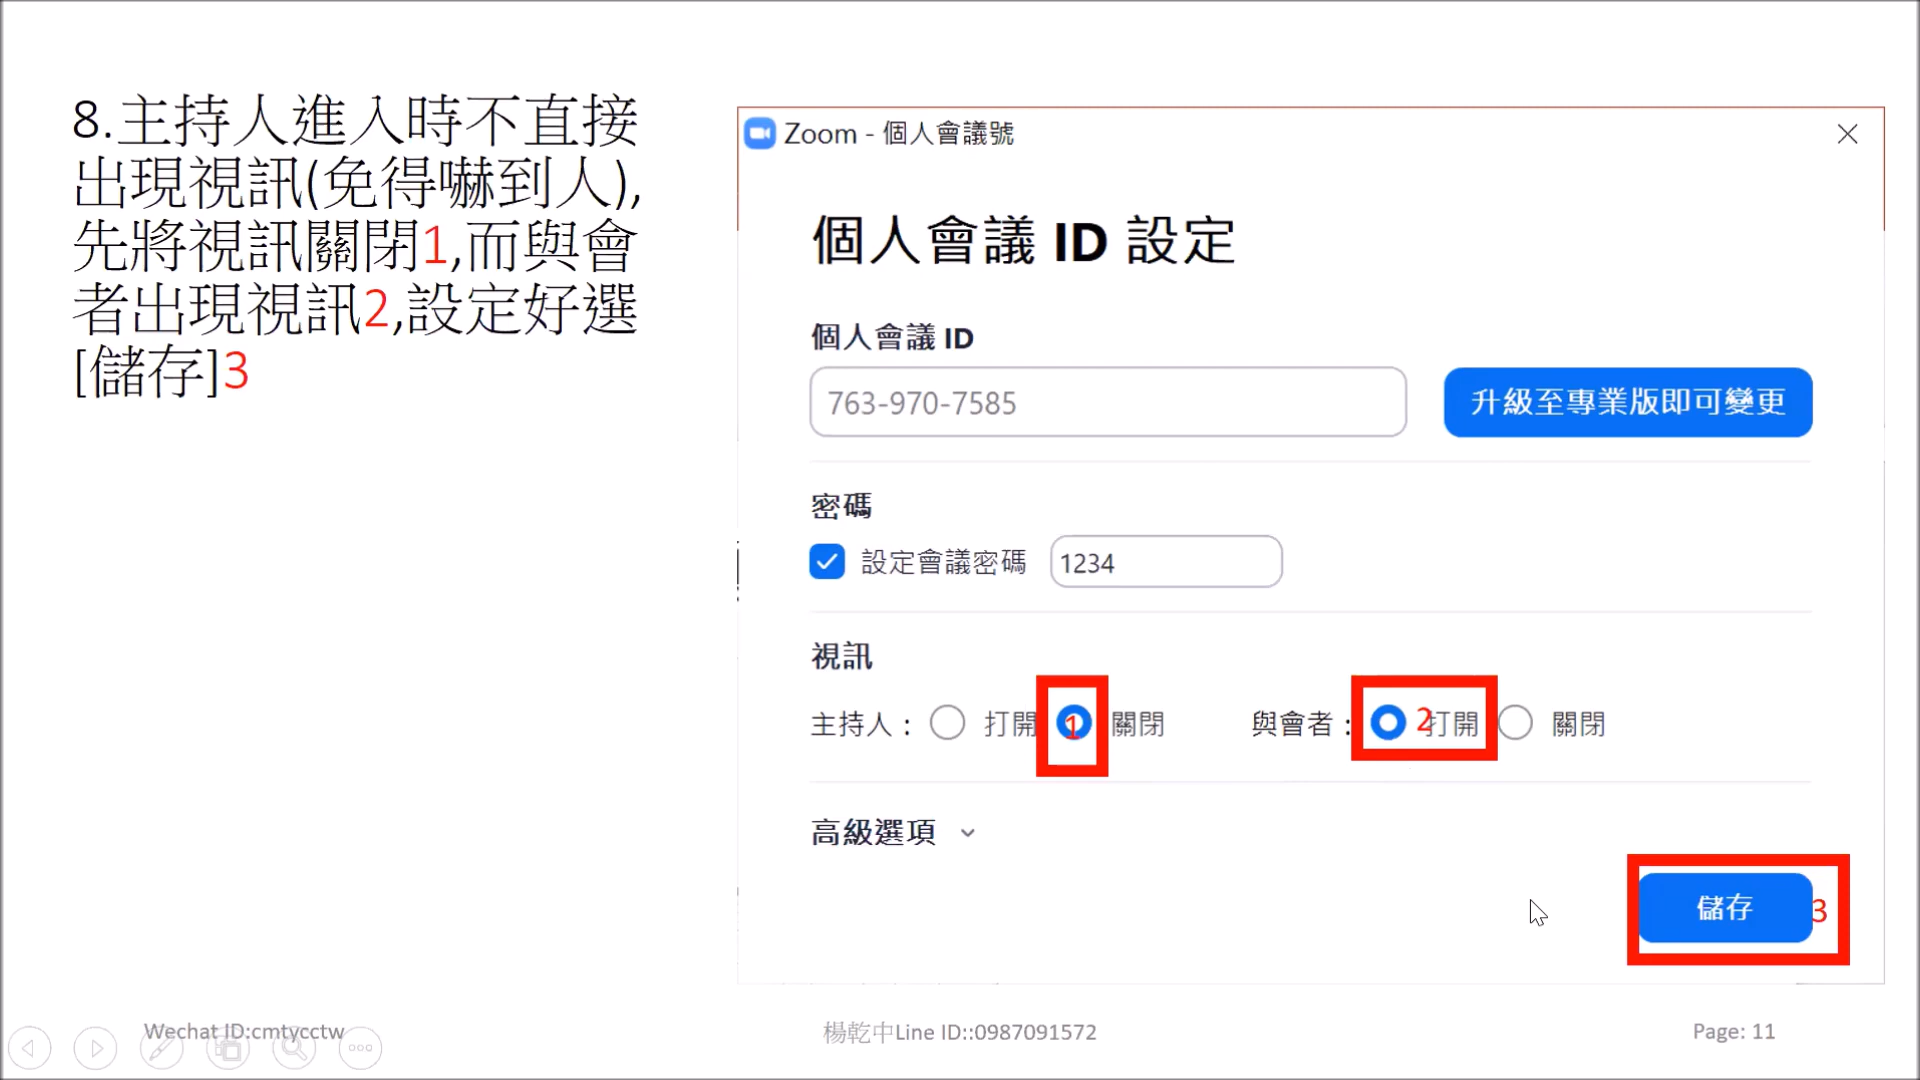 8.主持人進入時不直接
出現視訊(免得嚇到人),
先將視訊關閉1,而與會
者出現視訊2,設定好選
[儲存]3
Zoom - 個人會議號
個人會議 ID 設定
個人會議 ID
763-970-7585
升級至專業版即可變更
密碼
設定會議密碼
1234
視訊
主持人：
打開
1
關閉
與會者：
2
打開
關閉
高級選項
儲存
3
Wechat ID:cmtycctw
楊乾中Line ID::0987091572
Page: 11